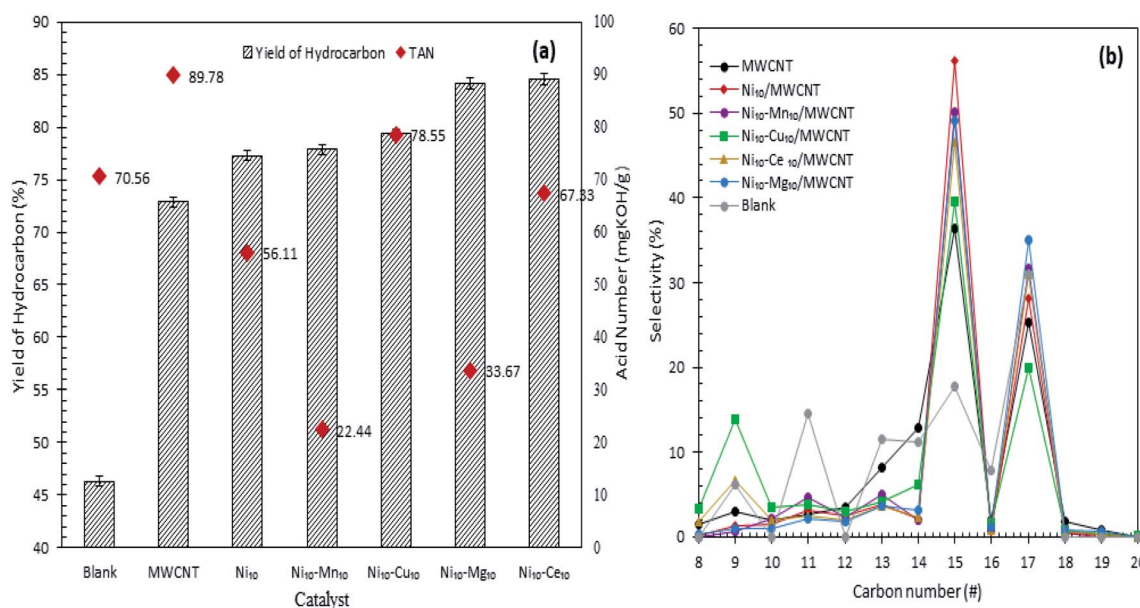 (a)
Yield of Hydrocarbon
TAN
90
85
80
75
70
65
60
55
50
45
40
Yield of Hydrocarbon (%)
100
90
80
70
60
50
40
30
20
10
0
Acid Number (mgKOH/g)
70.56
89.78
56.11
22.44
78.55
33.67
67.33
Blank
MWCNT
Ni₁₀
Ni₁₀-Mn₁₀
Ni₁₀-Cu₁₀
Ni₁₀-Mg₁₀
Ni₁₀-Ce₁₀
Catalyst
(b)
MWCNT
Ni₁₀/MWCNT
Ni₁₀-Mn₁₀/MWCNT
Ni₁₀-Cu₁₀/MWCNT
Ni₁₀-Ce ₁₀/MWCNT
Ni₁₀-Mg₁₀/MWCNT
Blank
60
50
40
30
20
10
0
Selectivity (%)
8 9 10 11 12 13 14 15 16 17 18 19 20
Carbon number (#)